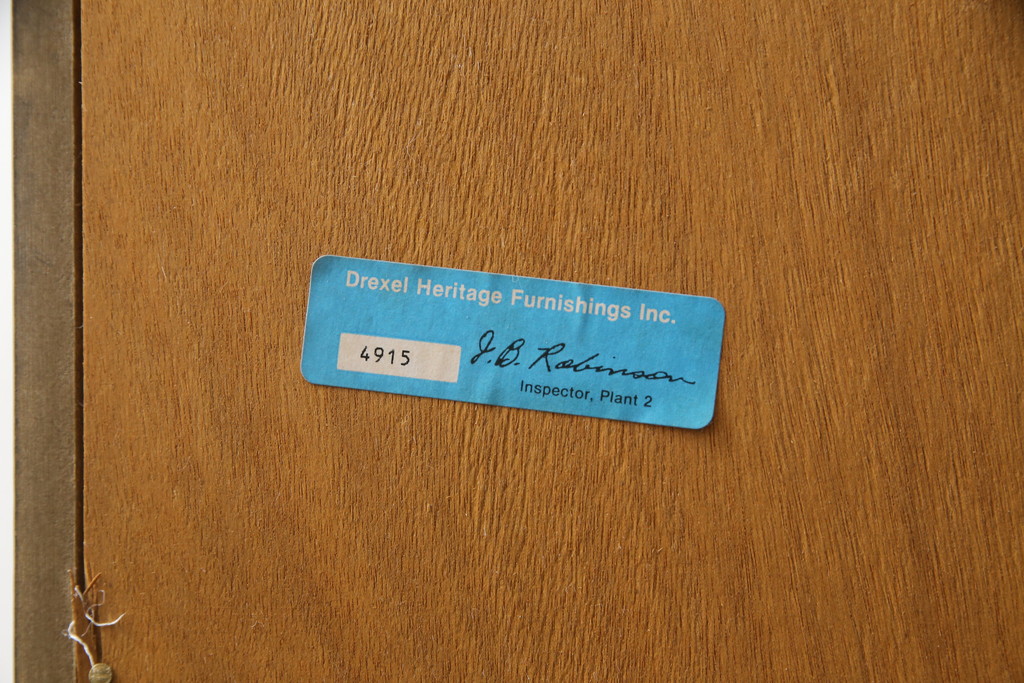 Drexel Heritage Furnishings Inc.
4915 J.B. Robinson
Inspector, Plant 2